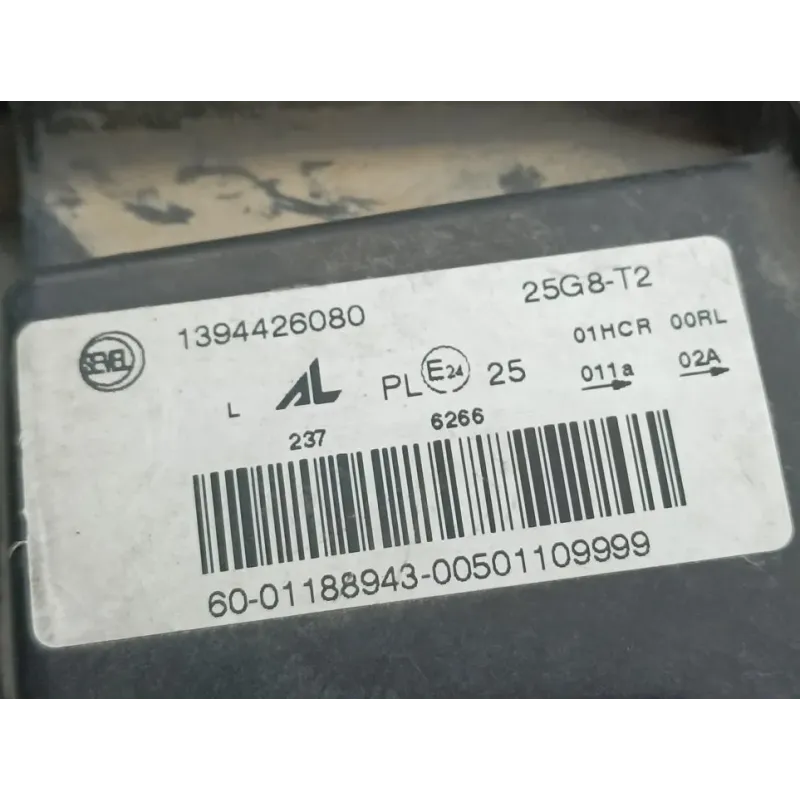 SEVEL 1394426080 25G8-T2
01HCR 00RL
L AL PL E24 25 011a 02A
237 6266
60-01188943-00501109999